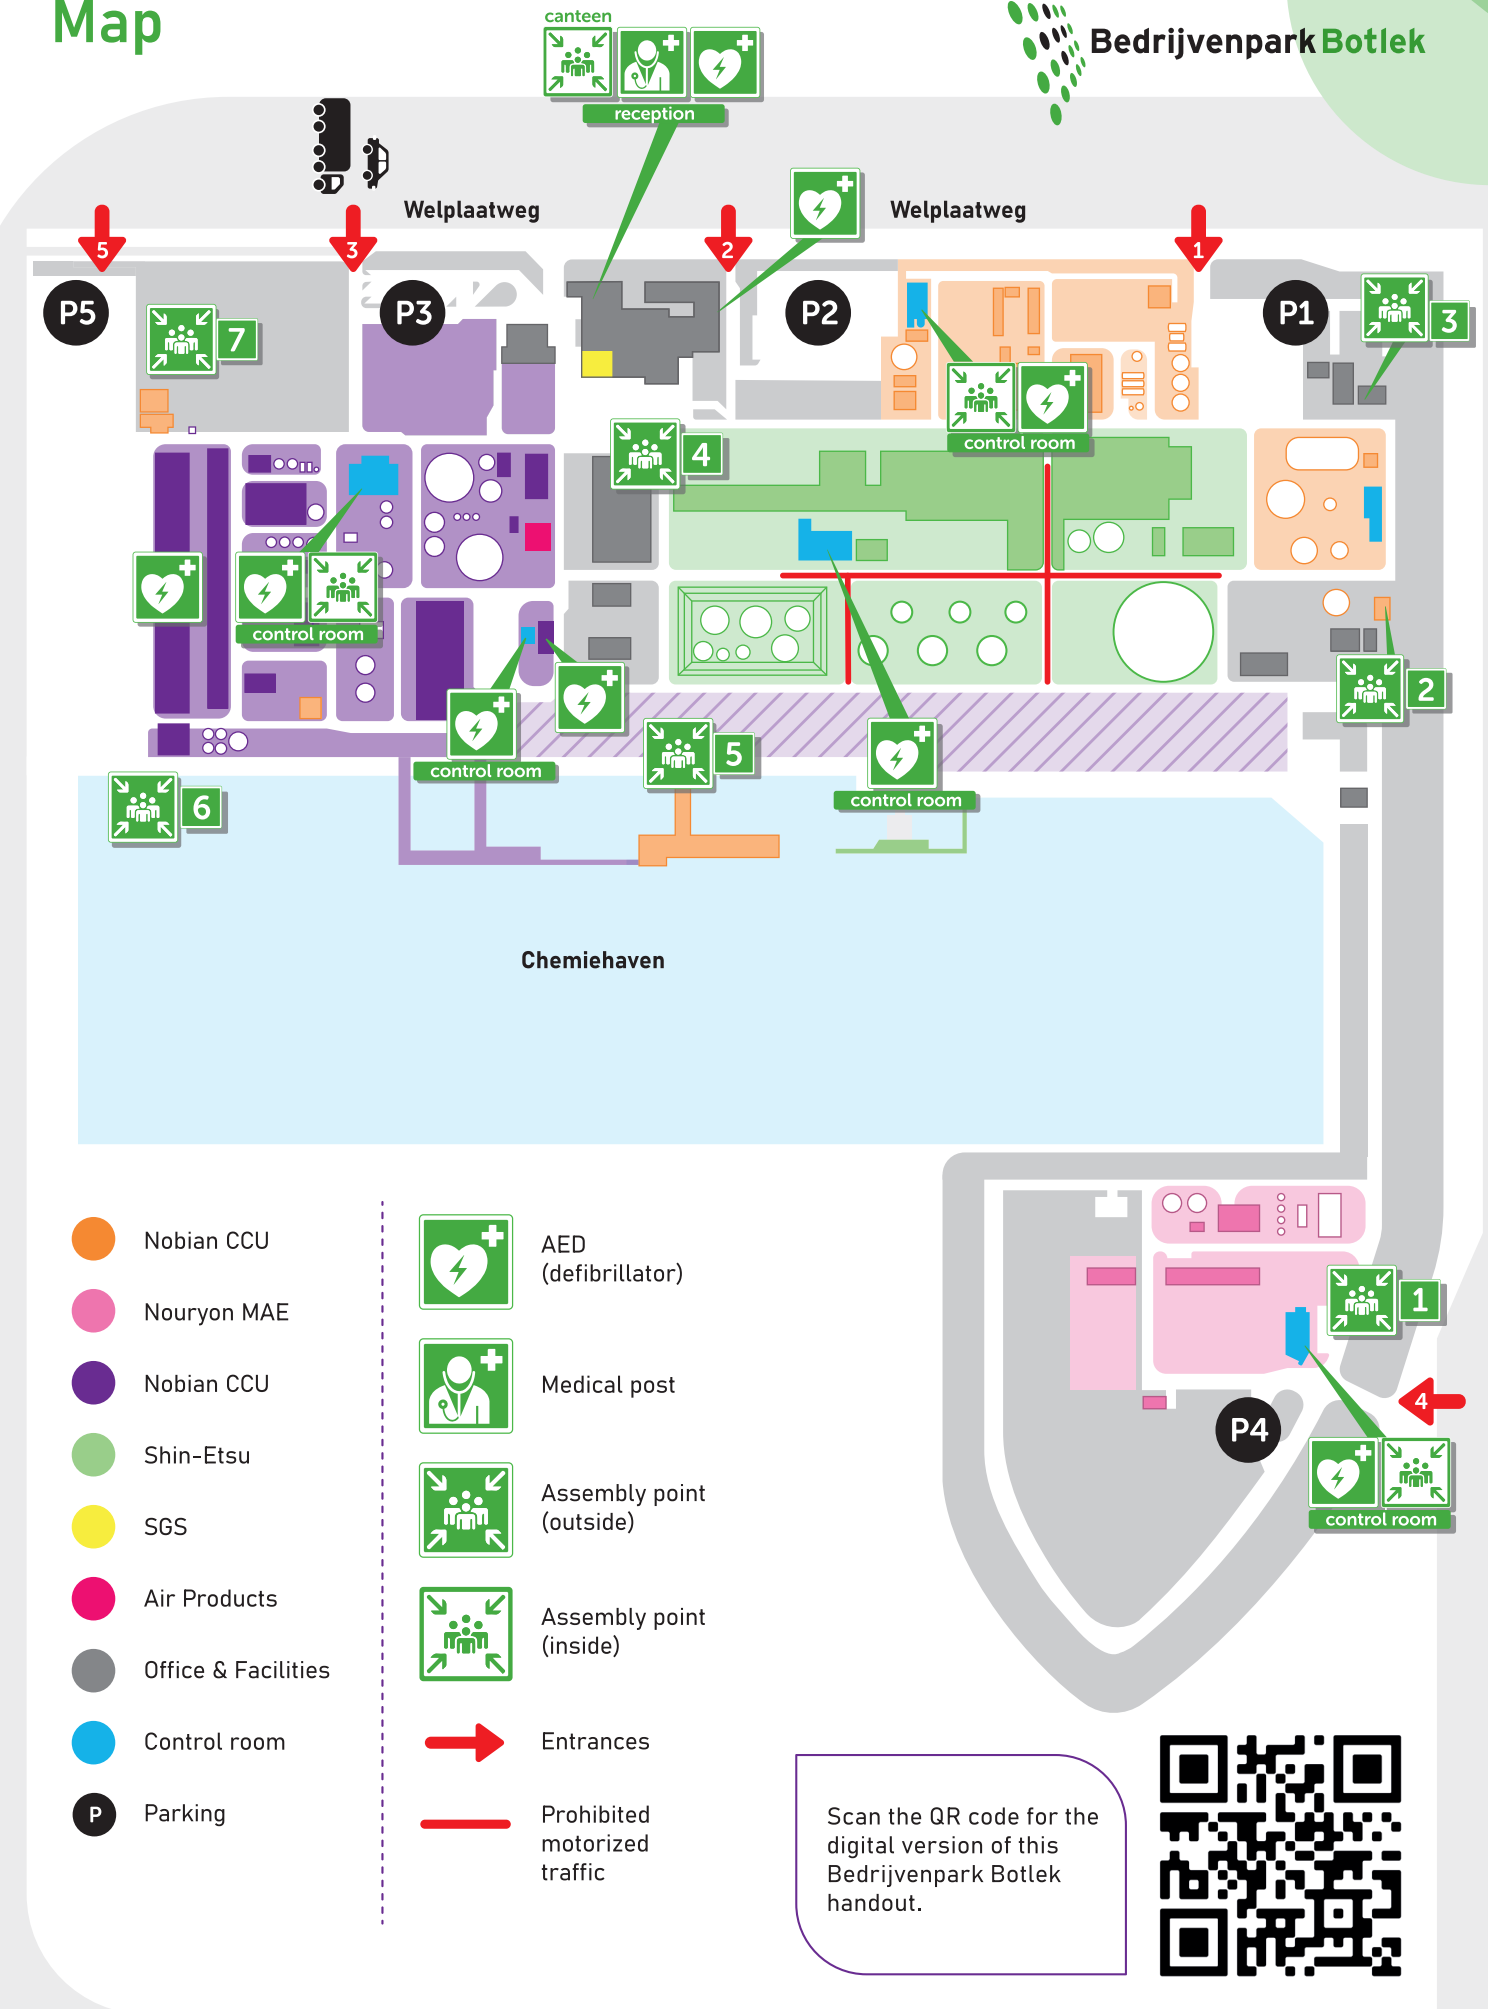 Map
canteen
reception
Bedrijvenpark Botlek
Welplaatweg
Welplaatweg
5
3
2
1
P5
P3
P2
P1
7
3
control room
4
control room
2
control room
5
control room
6
Chemiehaven
1
4
P4
control room
Nobian CCU
Nouryon MAE
Nobian CCU
Shin-Etsu
SGS
Air Products
Office & Facilities
Control room
P
Parking
AED
(defibrillator)
Medical post
Assembly point
(outside)
Assembly point
(inside)
Entrances
Prohibited
motorized
traffic
Scan the QR code for the
digital version of this
Bedrijvenpark Botlek
handout.